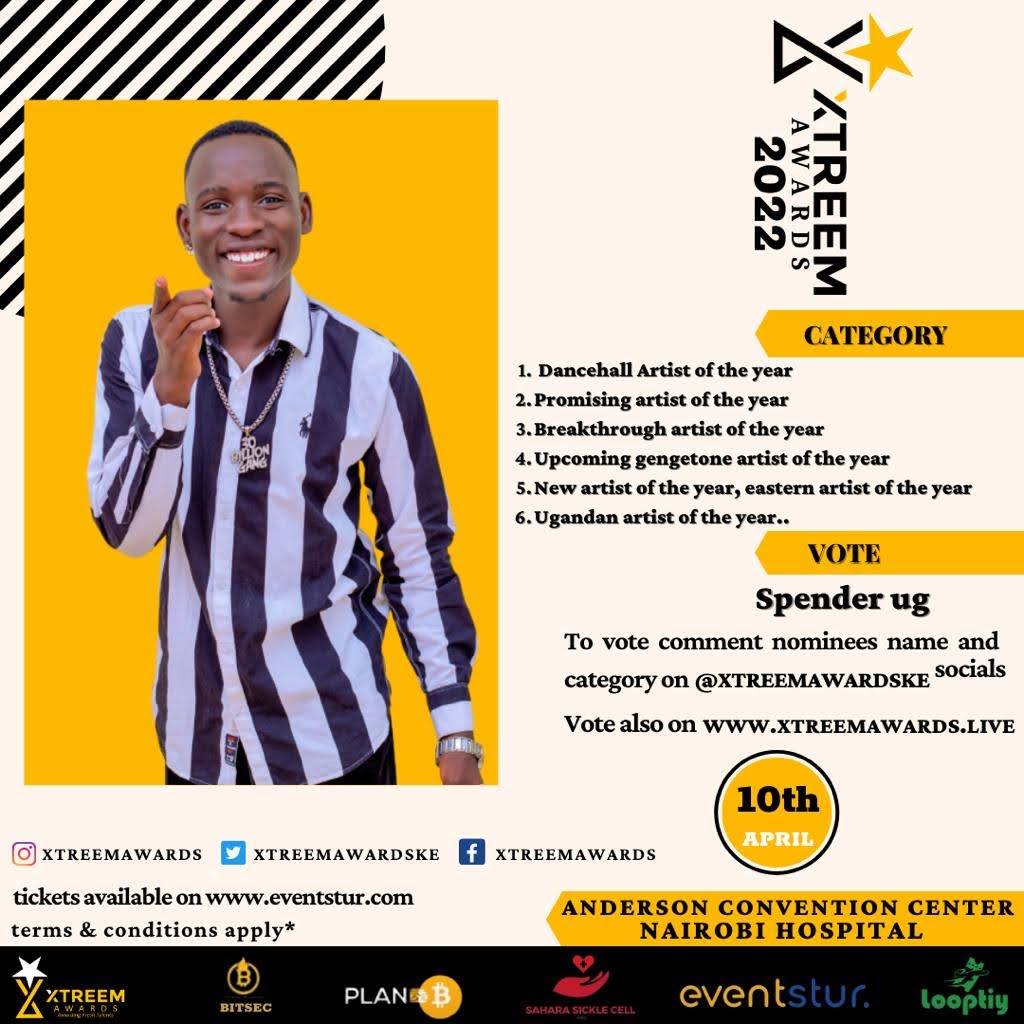 XTREEM
AWARDS
2022
30
BILLION
GANG
CATEGORY
1. Dancehall Artist of the year
2. Promising artist of the year
3. Breakthrough artist of the year
4. Upcoming gengetone artist of the year
5. New artist of the year, eastern artist of the year
6. Ugandan artist of the year..
VOTE
Spender ug
To vote comment nominees name and
category on @XTREEMAWARDSKE socials
Vote also on WWW.XTREEMAWARDS.LIVE
10th
APRIL
XTREEMAWARDS XTREEMAWARDSKE XTREEMAWARDS
tickets available on www.eventstur.com
terms & conditions apply*
ANDERSON CONVENTION CENTER
NAIROBI HOSPITAL
XTREEM
AWARDS
BITSEC
PLAN B
SAHARA SICKLE CELL
eventstur.
looptiy